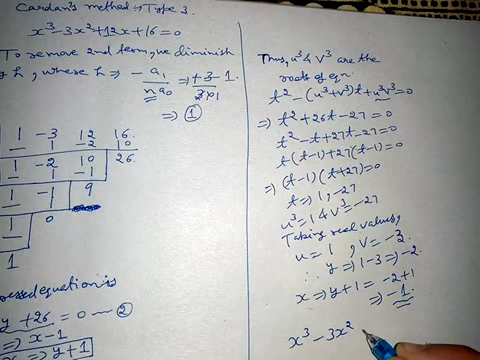 Cardan's method → Type 3.
x³ - 3x² + 12x + 16 = 0
To remove 2nd term, we diminish
h, where h = - a₁/na₀ ⇒ +3/3×1 - 1
⇒ ①
1 -3 12 16
1 -2 10
1 -2 10 26
1 -1
1 -1 9
1
1 0
1
equation is
y + 26 = 0 — ②
⇒ x-1
x ⇒ y+1
Thus, u³ & v³ are the
roots of eqn.
t² - (u³+v³)t + u³v³ = 0
⇒ t² + 26t - 27 = 0
t² - t + 27t - 27 = 0
t(t-1) + 27(t-1) = 0
⇒ (t-1)(t+27) = 0
t ⇒ 1, -27
u³ = 1 & v³ = -27
Taking real values,
u = 1, v = -3
∴ y ⇒ 1-3 ⇒ -2
x ⇒ y+1 = -2+1
⇒ -1
x³ - 3x²